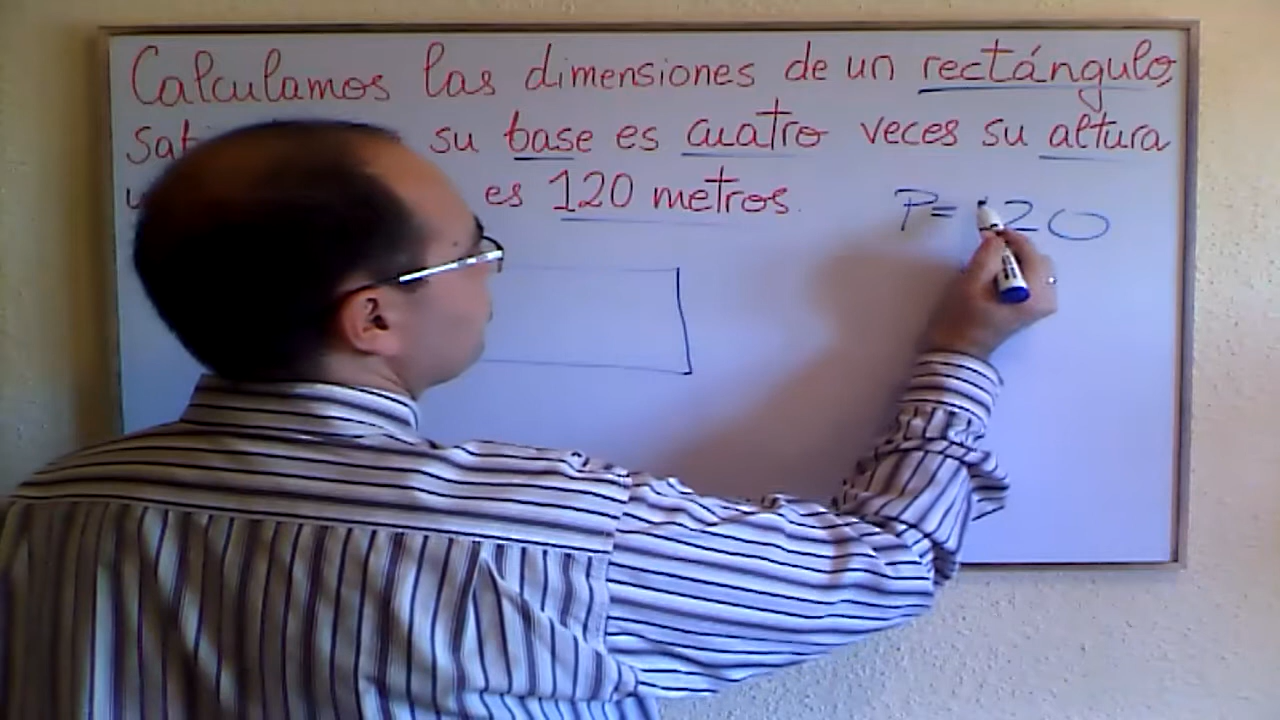 Calculamos las dimensiones de un rectángulo,
su base es cuatro veces su altura
es 120 metros.
P=120